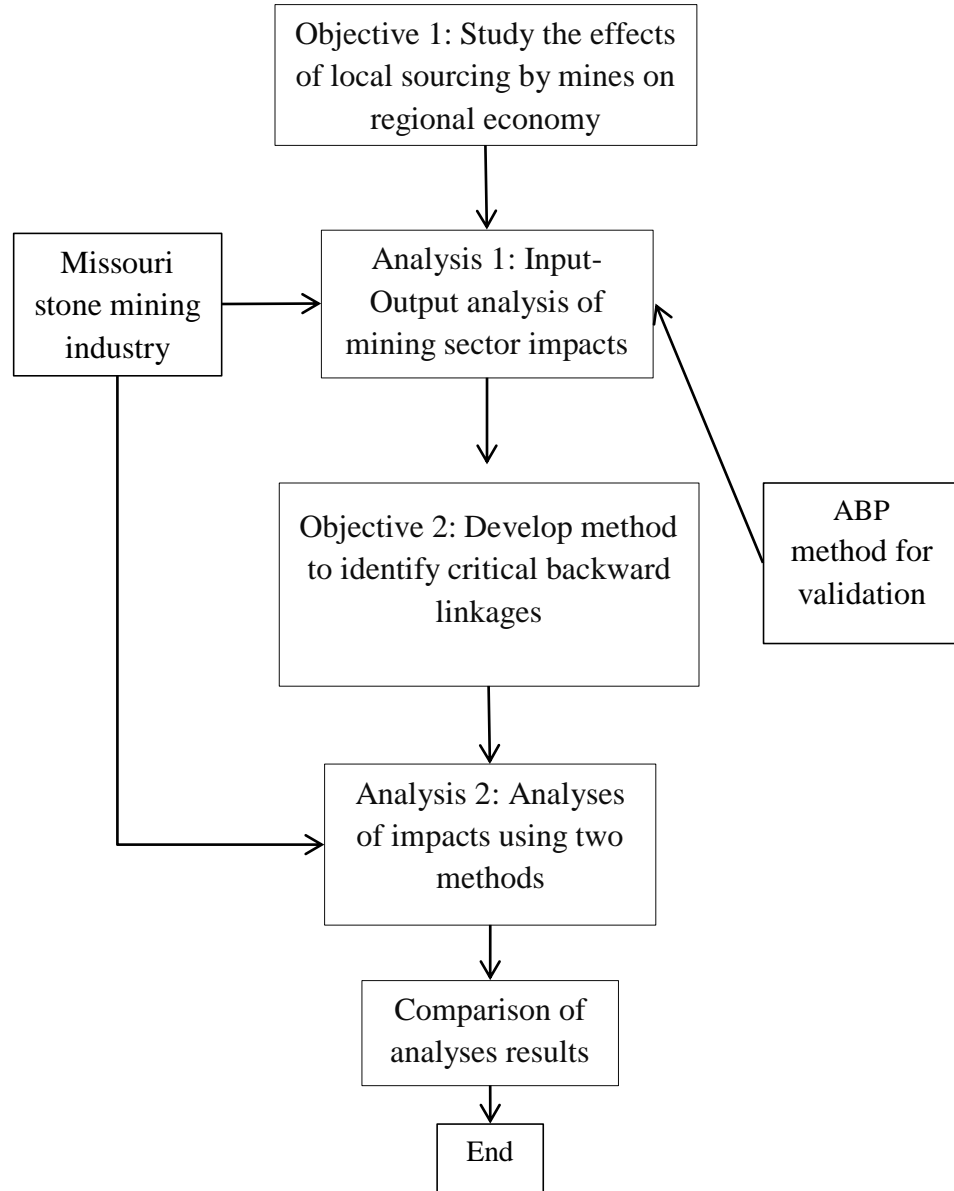 Objective 1: Study the effects
of local sourcing by mines on
regional economy
Missouri
stone mining
industry
Analysis 1: Input-
Output analysis of
mining sector impacts
Objective 2: Develop method
to identify critical backward
linkages
ABP
method for
validation
Analysis 2: Analyses
of impacts using two
methods
Comparison of
analyses results
End